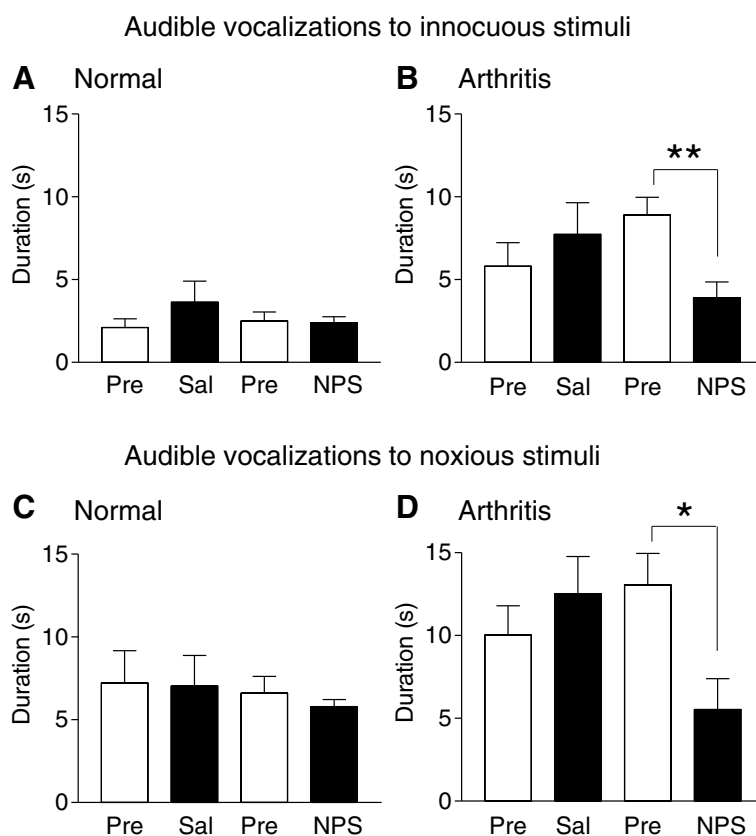 Audible vocalizations to innocuous stimuli
A Normal
15
10
5
0
Duration (s)
Pre Sal Pre NPS
B Arthritis
15
10
5
0
Duration (s)
**
Pre Sal Pre NPS
Audible vocalizations to noxious stimuli
C Normal
15
10
5
0
Duration (s)
Pre Sal Pre NPS
D Arthritis
15
10
5
0
Duration (s)
*
Pre Sal Pre NPS